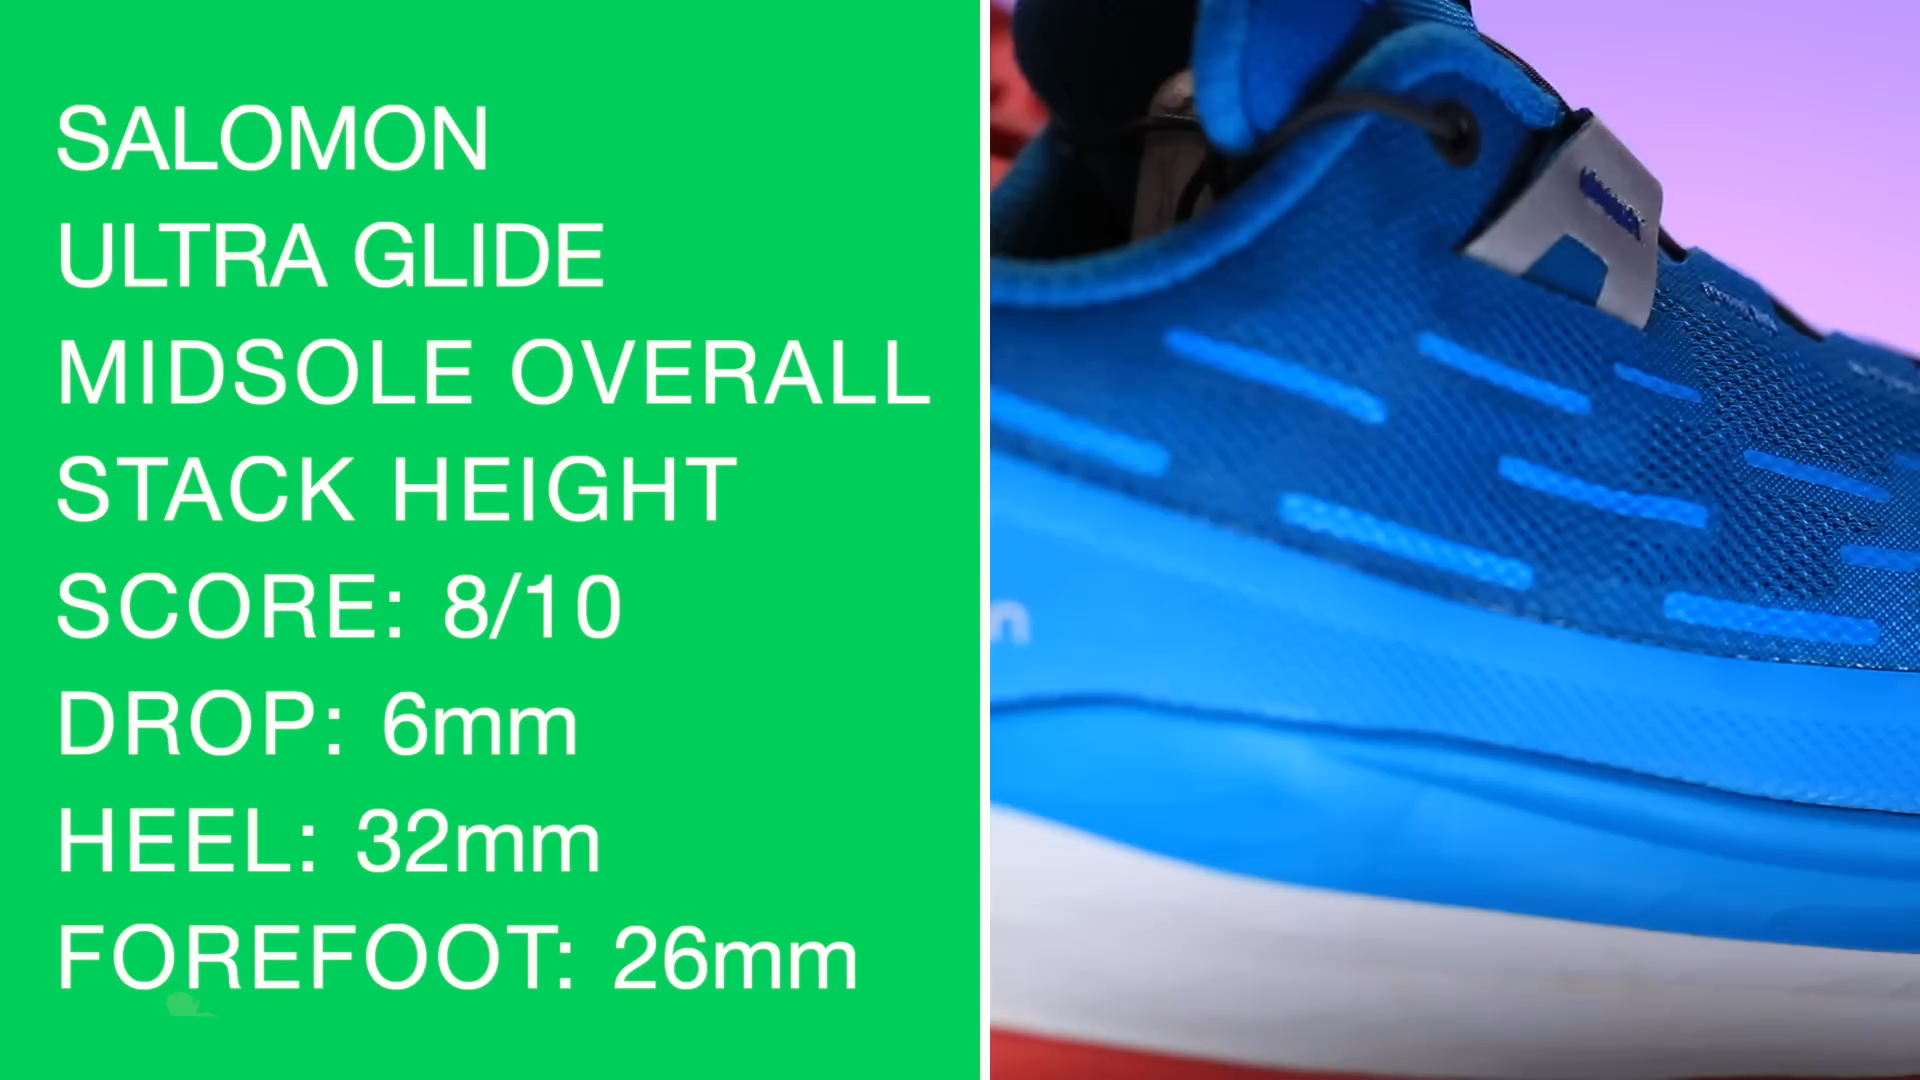 SALOMON
ULTRA GLIDE
MIDSOLE OVERALL
STACK HEIGHT
SCORE: 8/10
DROP: 6mm
HEEL: 32mm
FOREFOOT: 26mm